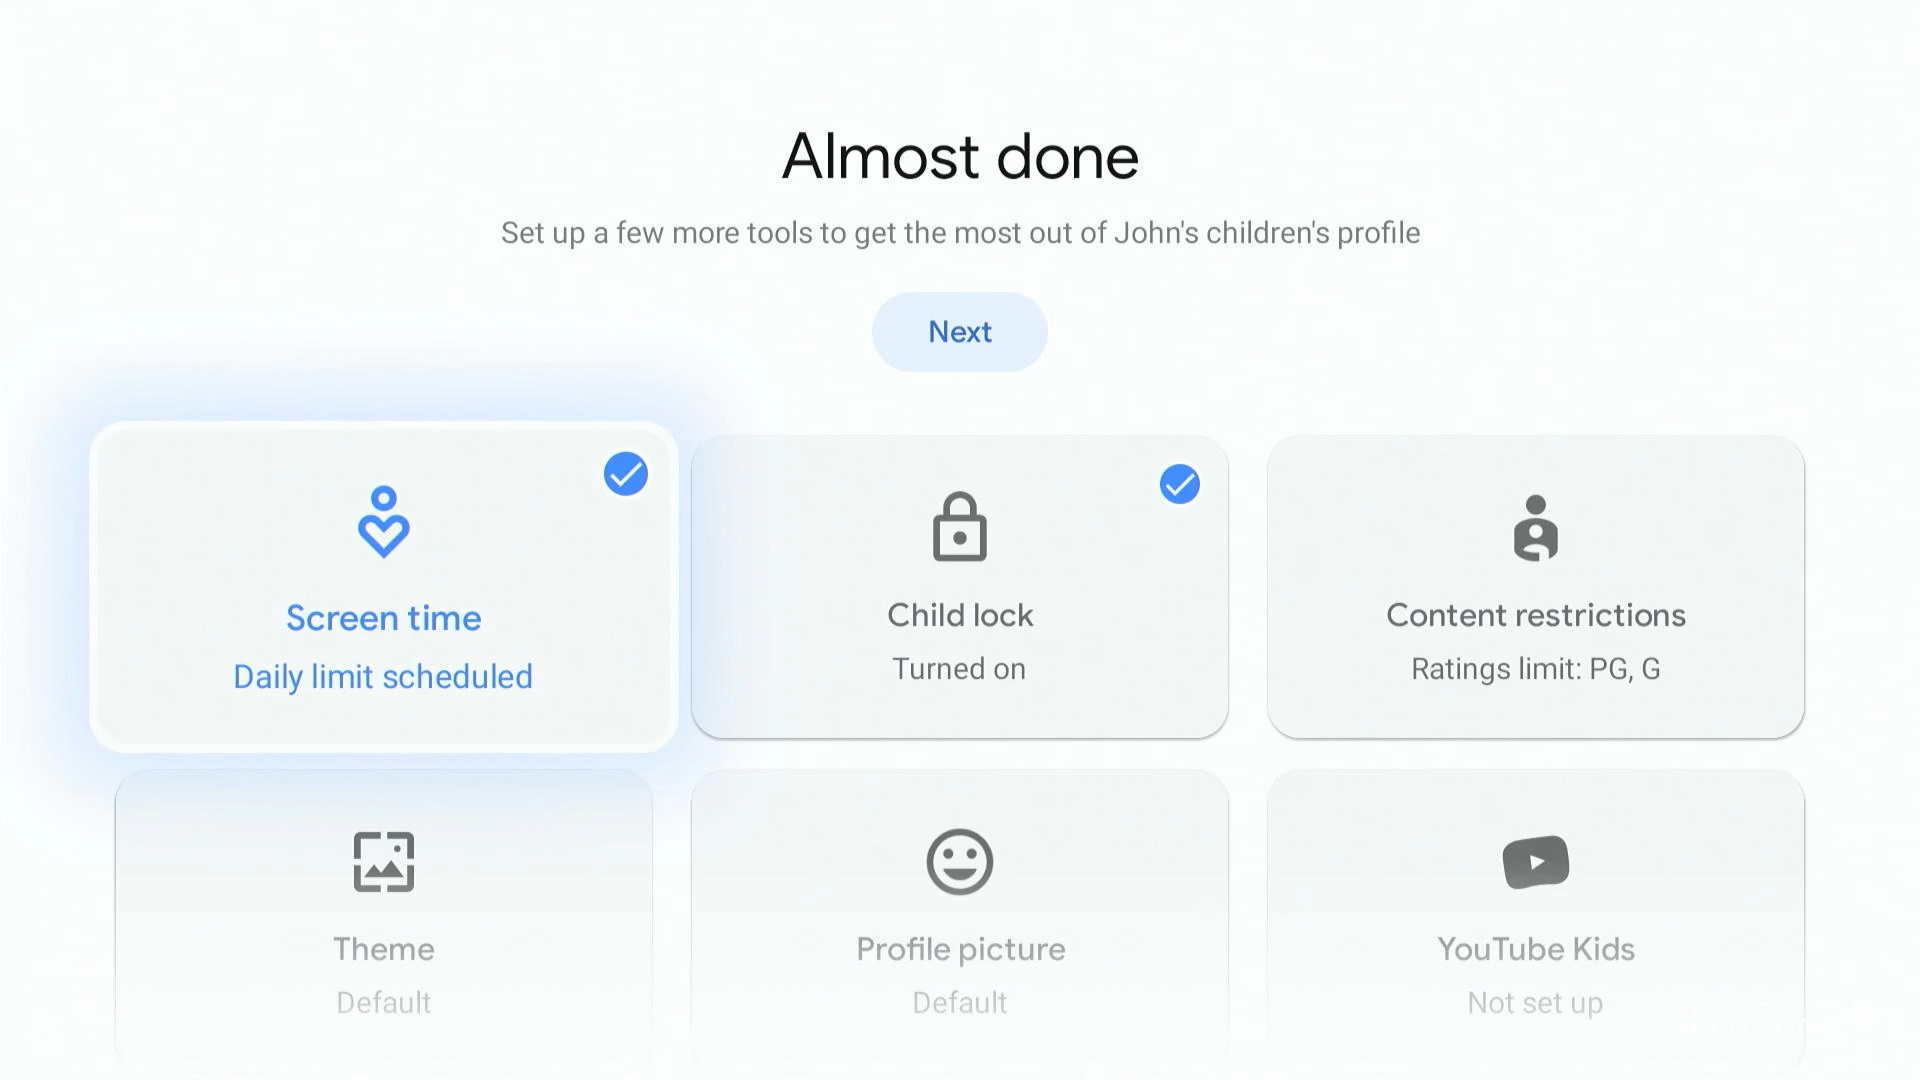 Almost done
Set up a few more tools to get the most out of John's children's profile
Next
Screen time
Daily limit scheduled
Child lock
Turned on
Content restrictions
Ratings limit: PG, G
Theme
Default
Profile picture
Default
YouTube Kids
Not set up